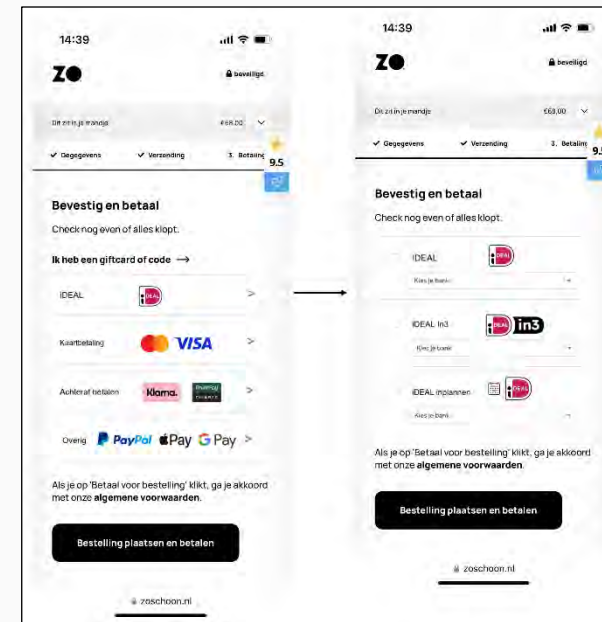 14:39
ZO
beveiligd
Dit zit in je mandje €68,00
Gegevens Verzending 3. Betaling
9.5
Bevestig en betaal
Check nog even of alles klopt.
Ik heb een giftcard of code →
iDEAL iDEAL >
Kaartbetaling VISA >
Achteraf betalen Klarna. >
Overig PayPal Pay G Pay >
Als je op 'Betaal voor bestelling' klikt, ga je akkoord
met onze algemene voorwaarden.
Bestelling plaatsen en betalen
zoschoon.nl
14:39
ZO
beveiligd
Dit zit in je mandje €68,00
Gegevens Verzending 3. Betaling
9.5
Bevestig en betaal
Check nog even of alles klopt.
iDEAL iDEAL
Kies je bank
iDEAL In3 iDEAL in3
Kies je bank
iDEAL inplannen iDEAL
Kies je bank
Als je op 'Betaal voor bestelling' klikt, ga je akkoord
met onze algemene voorwaarden.
Bestelling plaatsen en betalen
zoschoon.nl